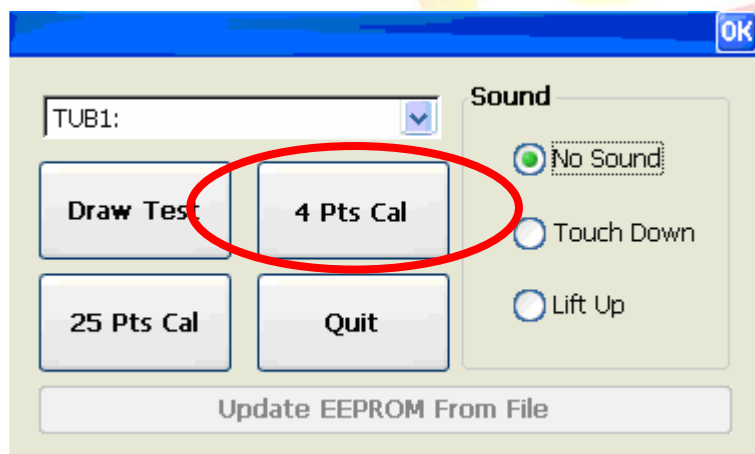 OK
TUB1:
Sound
No Sound
Draw Test
4 Pts Cal
Touch Down
25 Pts Cal
Quit
Lift Up
Update EEPROM From File